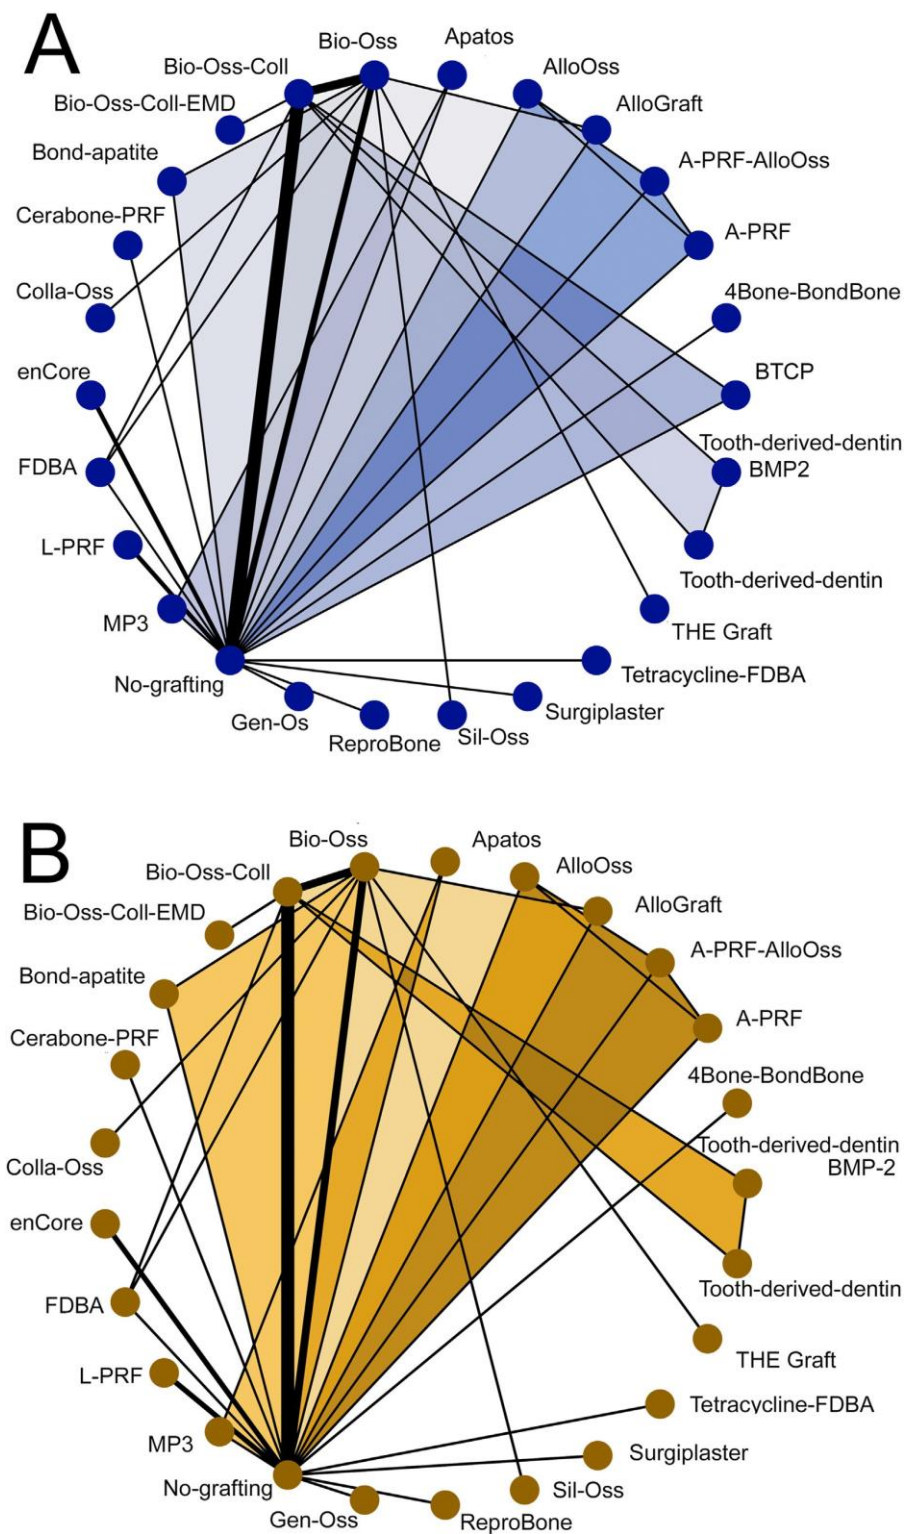 A
Bio-Oss
Apatos
Bio-Oss-Coll
AlloOss
Bio-Oss-Coll-EMD
AlloGraft
Bond-apatite
A-PRF-AlloOss
Cerabone-PRF
A-PRF
Colla-Oss
4Bone-BondBone
enCore
BTCP
Tooth-derived-dentin
BMP2
FDBA
L-PRF
Tooth-derived-dentin
MP3
THE Graft
No-grafting
Tetracycline-FDBA
Gen-Os
Surgiplaster
ReproBone
Sil-Oss
B
Bio-Oss
Apatos
Bio-Oss-Coll
AlloOss
Bio-Oss-Coll-EMD
AlloGraft
Bond-apatite
A-PRF-AlloOss
Cerabone-PRF
A-PRF
4Bone-BondBone
Colla-Oss
Tooth-derived-dentin
BMP-2
enCore
FDBA
Tooth-derived-dentin
L-PRF
THE Graft
MP3
Tetracycline-FDBA
No-grafting
Surgiplaster
Gen-Oss
Sil-Oss
ReproBone